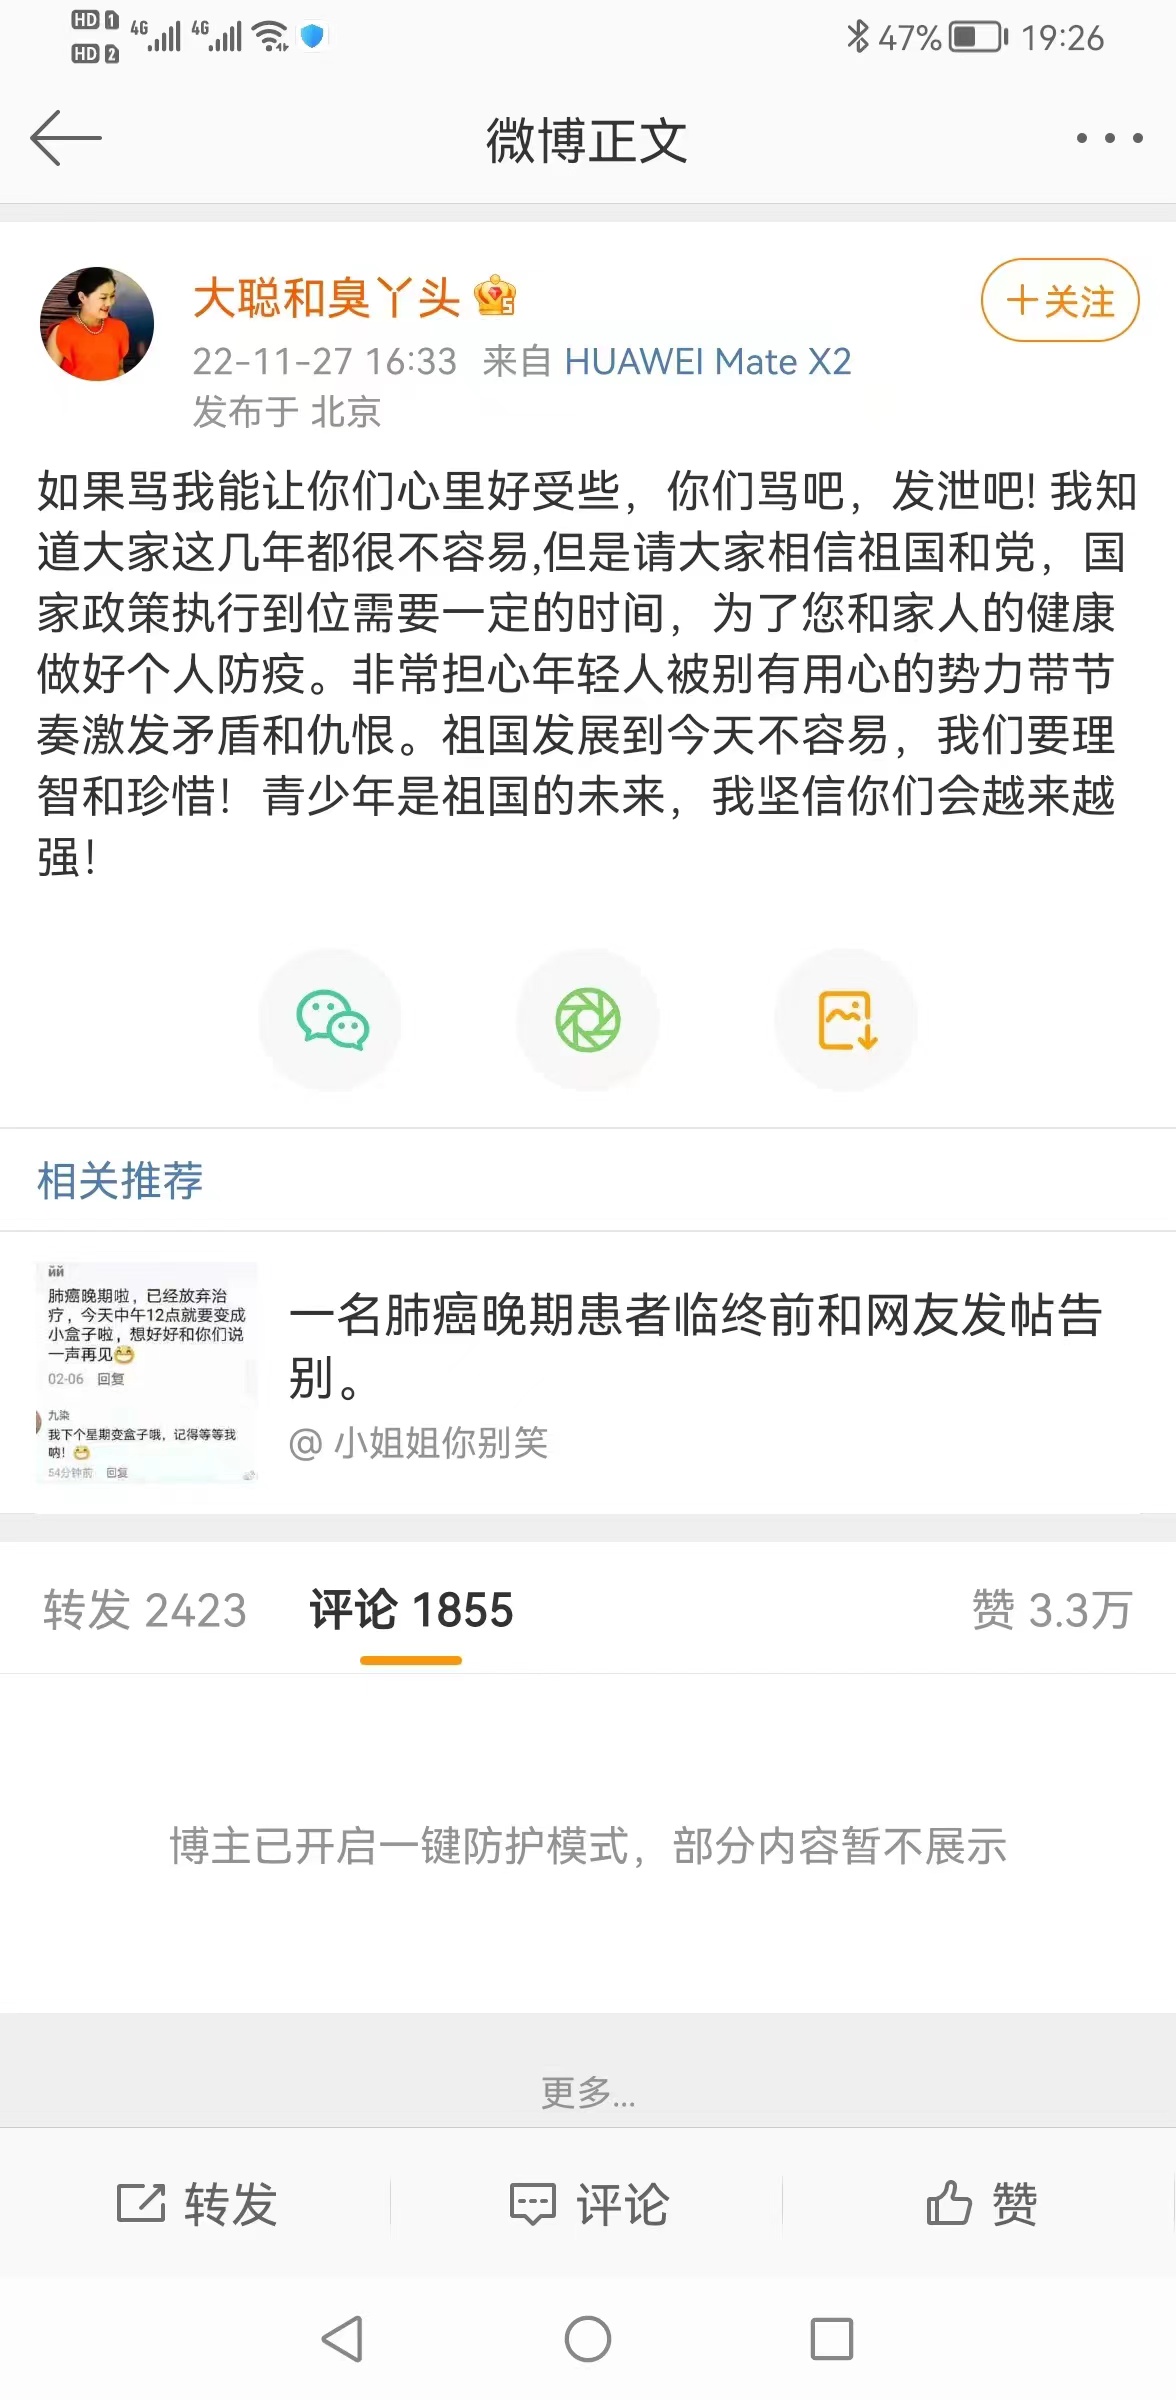 HD 1 4G 4G 47% 19:26
HD 2
微博正文
大聪和臭丫头 5
+关注
22-11-27 16:33 来自 HUAWEI Mate X2
发布于 北京
如果骂我能让你们心里好受些，你们骂吧，发泄吧! 我知
道大家这几年都很不容易,但是请大家相信祖国和党，国
家政策执行到位需要一定的时间，为了您和家人的健康
做好个人防疫。非常担心年轻人被别有用心的势力带节
奏激发矛盾和仇恨。祖国发展到今天不容易，我们要理
智和珍惜！青少年是祖国的未来，我坚信你们会越来越
强！
相关推荐
йй
肺癌晚期啦，已经放弃治
疗，今天中午12点就要变成
小盒子啦，想好好和你们说
一声再见😄
02-06 回复
九染
我下个星期变盒子哦，记得等等我
呐！😄
54分钟前 回复
一名肺癌晚期患者临终前和网友发帖告
别。
@ 小姐姐你别笑
转发 2423 评论 1855 赞 3.3万
博主已开启一键防护模式，部分内容暂不展示
更多...
转发 评论 赞